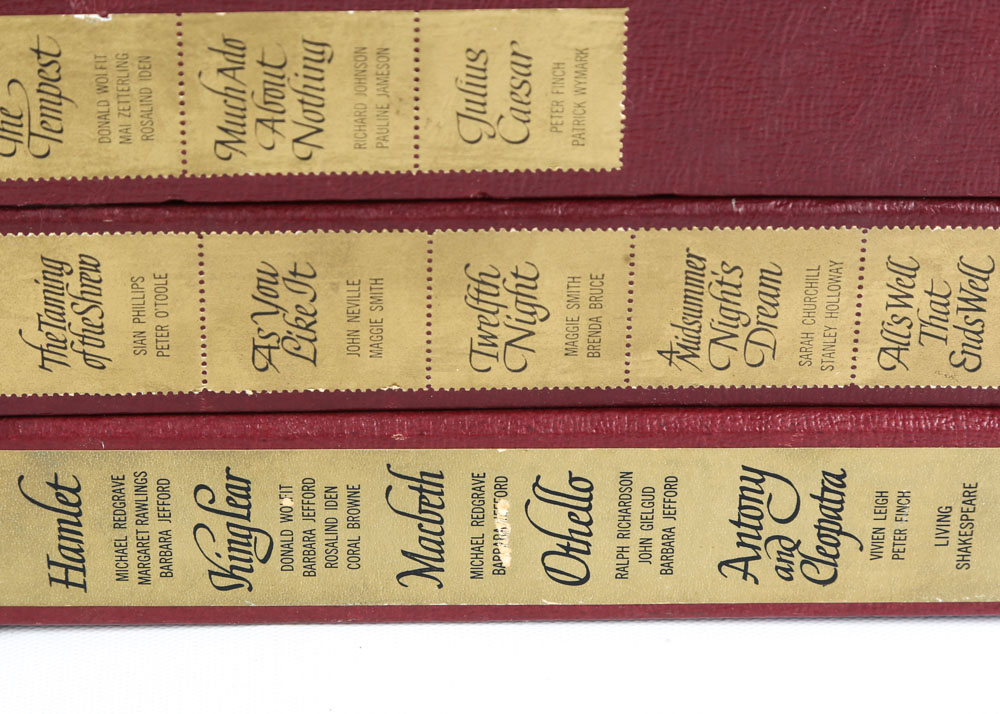 The
Tempest
DONALD WOLFIT
MAI ZETTERLING
ROSALIND IDEN
Much Ado
About
Nothing
RICHARD JOHNSON
PAULINE JAMESON
Julius
Caesar
PETER FINCH
PATRICK WYMARK
The Taming
of the Shrew
SIAN PHILLIPS
PETER O'TOOLE
As You
Like It
JOHN NEVILLE
MAGGIE SMITH
Twelfth
Night
MAGGIE SMITH
BRENDA BRUCE
A
Midsummer
Night's
Dream
SARAH CHURCHILL
STANLEY HOLLOWAY
All's Well
That
Ends Well
Hamlet
MICHAEL REDGRAVE
MARGARET RAWLINGS
BARBARA JEFFORD
King Lear
DONALD WOLFIT
BARBARA JEFFORD
ROSALIND IDEN
CORAL BROWNE
Macbeth
MICHAEL REDGRAVE
Othello
RALPH RICHARDSON
JOHN GIELGUD
BARBARA JEFFORD
Antony
and
Cleopatra
VIVIEN LEIGH
PETER FINCH
LIVING
SHAKESPEARE